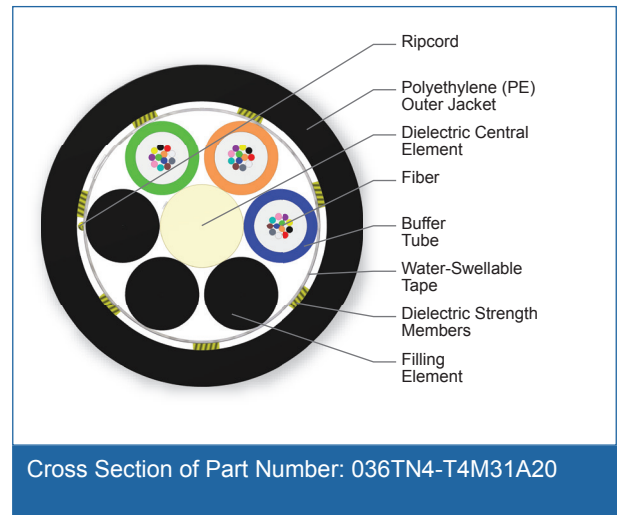 Ripcord
Polyethylene (PE)
Outer Jacket
Dielectric Central
Element
Fiber
Buffer
Tube
Water-Swellable
Tape
Dielectric Strength
Members
Filling
Element
Cross Section of Part Number: 036TN4-T4M31A20